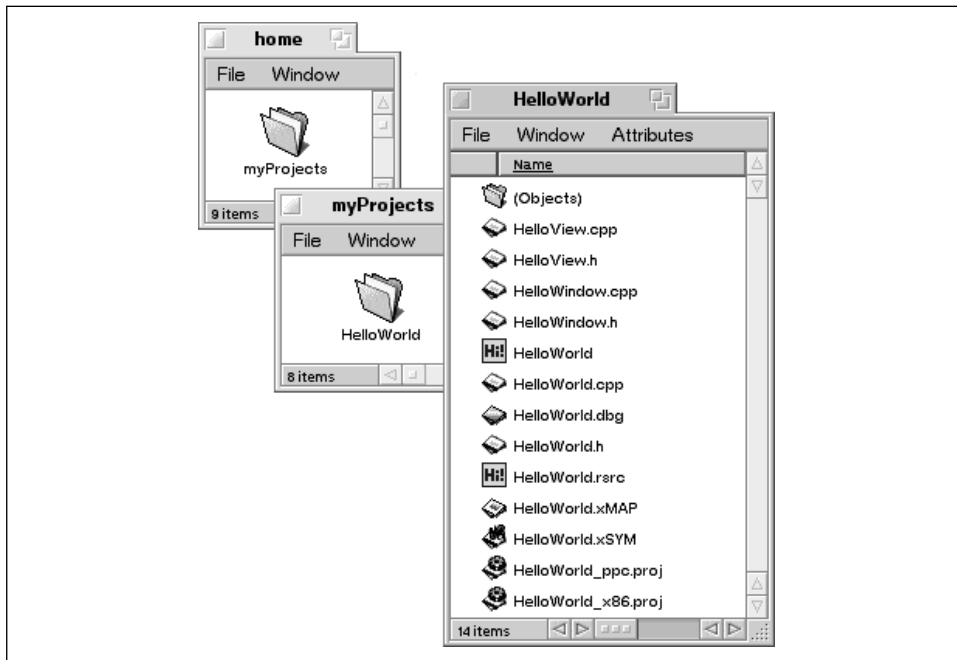 home
File Window
myProjects
9 items
myProjects
File Window
HelloWorld
8 items
HelloWorld
File Window Attributes
Name
(Objects)
HelloView.cpp
HelloView.h
HelloWindow.cpp
HelloWindow.h
Hi! HelloWorld
HelloWorld.cpp
HelloWorld.dbg
HelloWorld.h
Hi! HelloWorld.rsrc
HelloWorld.xMAP
HelloWorld.xSYM
HelloWorld_ppc.proj
HelloWorld_x86.proj
14 items